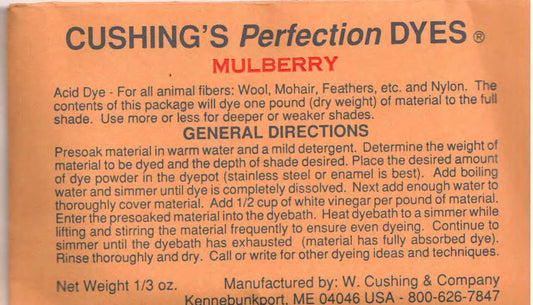 CUSHING'S Perfection DYES ®
MULBERRY
Acid Dye - For all animal fibers: Wool, Mohair, Feathers, etc. and Nylon. The
contents of this package will dye one pound (dry weight) of material to the full
shade. Use more or less for deeper or weaker shades.
GENERAL DIRECTIONS
Presoak material in warm water and a mild detergent. Determine the weight of
material to be dyed and the depth of shade desired. Place the desired amount
of dye powder in the dyepot (stainless steel or enamel is best). Add boiling
water and simmer until dye is completely dissolved. Next add enough water to
thoroughly cover material. Add 1/2 cup of white vinegar per pound of material.
Enter the presoaked material into the dyebath. Heat dyebath to a simmer while
lifting and stirring the material frequently to ensure even dyeing. Continue to
simmer until the dyebath has exhausted (material has fully absorbed dye).
Rinse thoroughly and dry. Call or write for other dyeing ideas and techniques.
Net Weight 1/3 oz. Manufactured by: W. Cushing & Company
Kennebunkport, ME 04046 USA - 800-626-7847